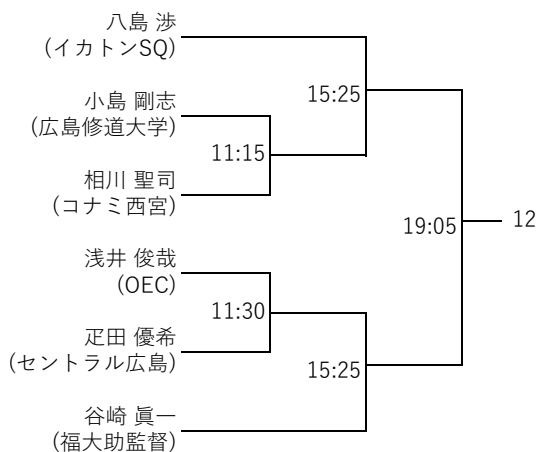 八島 渉
(イカトンSQ)
15:25
小島 剛志
(広島修道大学)
11:15
相川 聖司
(コナミ西宮)
19:05
12
浅井 俊哉
(OEC)
11:30
疋田 優希
(セントラル広島)
15:25
谷崎 眞一
(福大助監督)